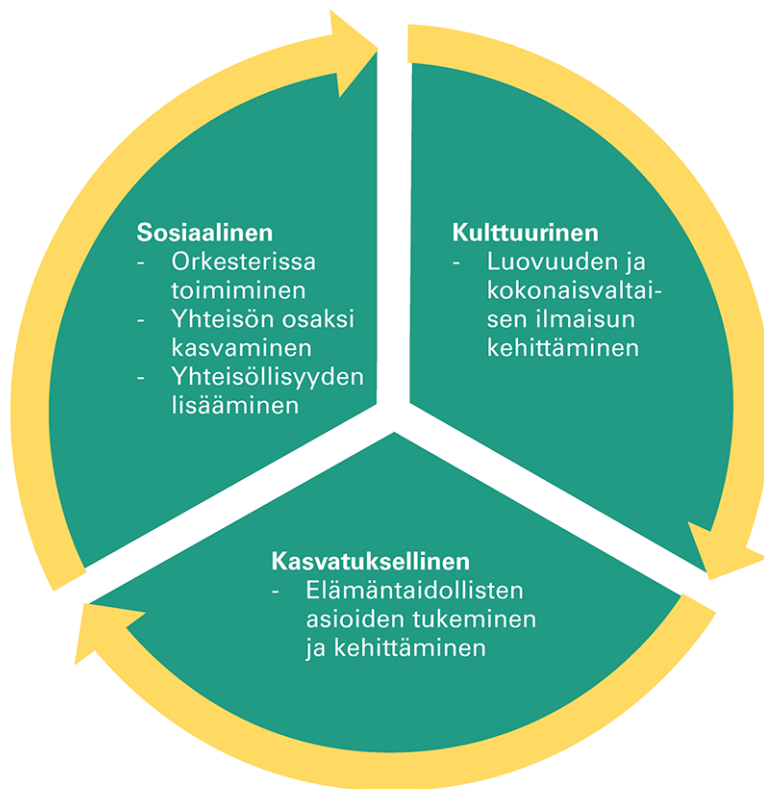 Sosiaalinen
- Orkesterissa
toimiminen
- Yhteisön osaksi
kasvaminen
- Yhteisöllisyyden
lisääminen
Kulttuurinen
- Luovuuden ja
kokonaisvaltai-
sen ilmaisun
kehittäminen
Kasvatuksellinen
- Elämäntaidollisten
asioiden tukeminen
ja kehittäminen